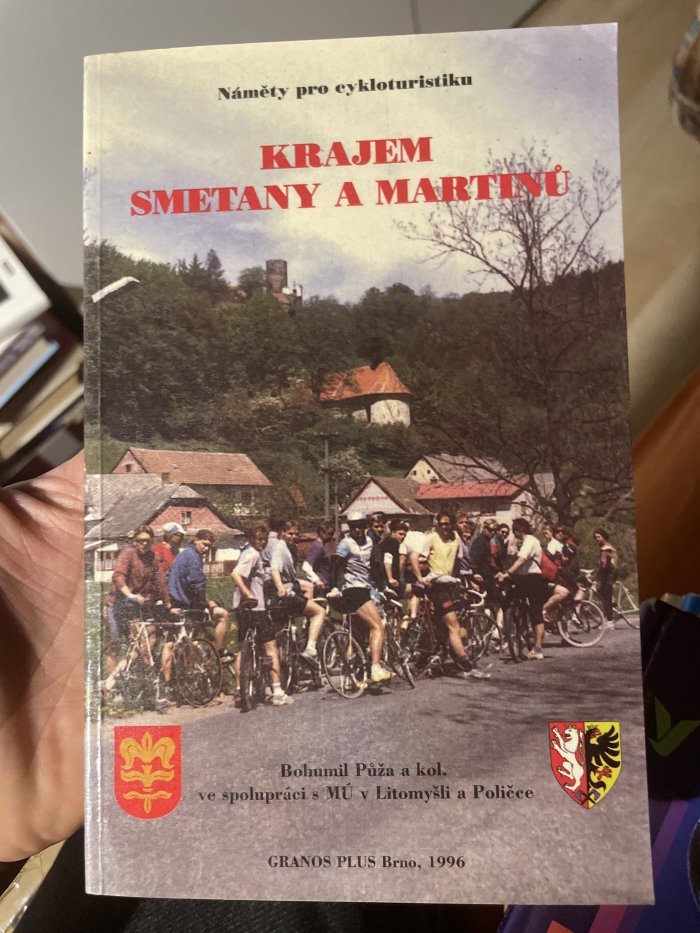 Náměty pro cykloturistiku
KRAJEM
SMETANY A MARTINŮ
Bohumil Půža a kol.
ve spolupráci s MÚ v Litomyšli a Poličce
GRANOS PLUS Brno, 1996